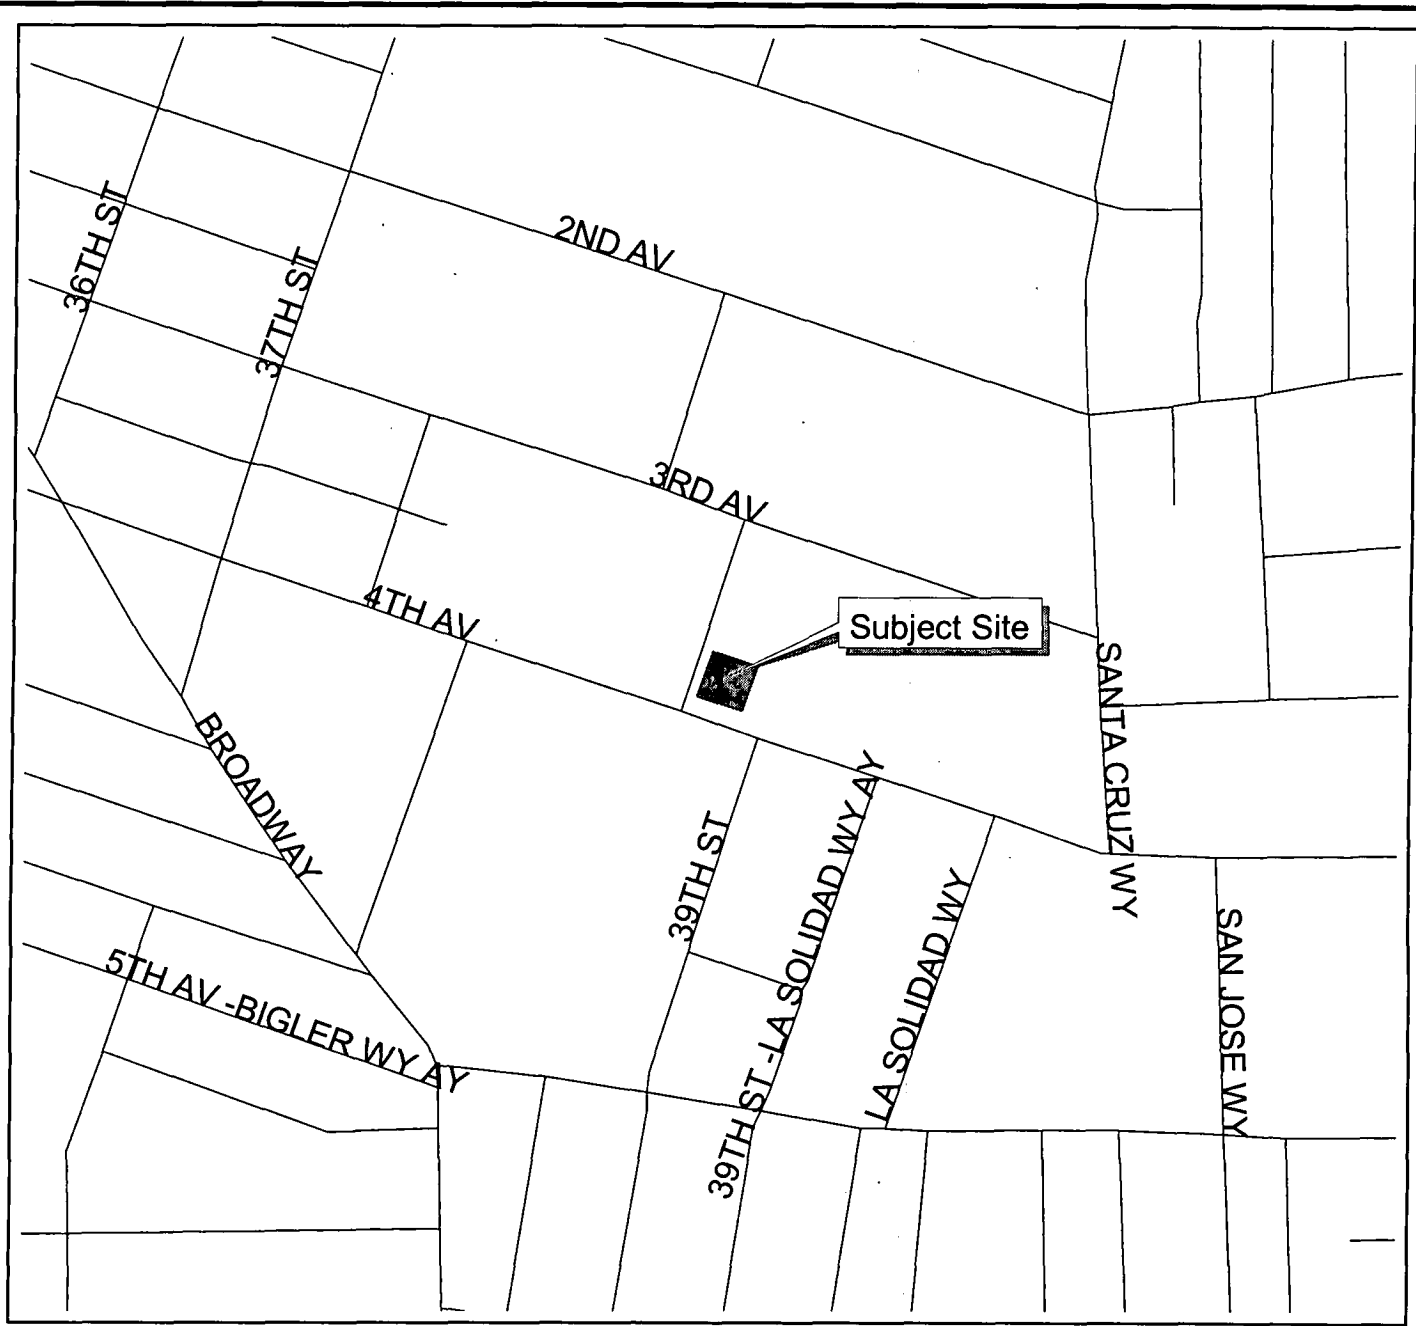 36TH ST
37TH ST
2ND AV
3RD AV
4TH AV
Subject Site
SANTA CRUZ WY
BROADWAY
39TH ST
39TH ST -LA SOLIDAD WY AY
LA SOLIDAD WY
SAN JOSE WY
5TH AV -BIGLER WY AY